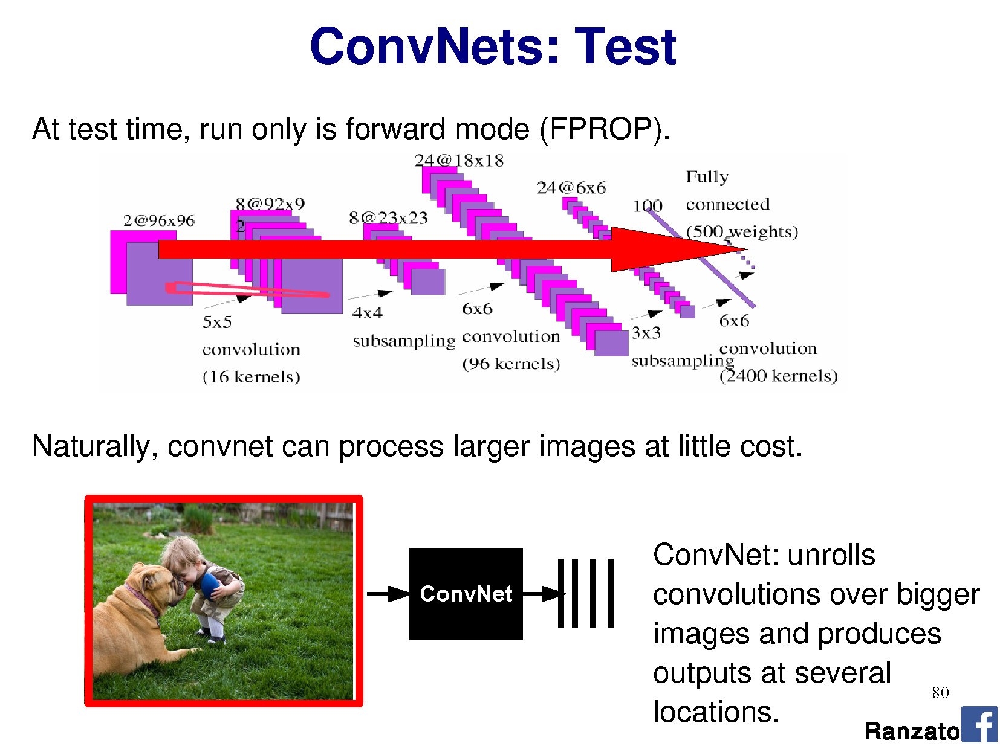 ConvNets: Test
At test time, run only is forward mode (FPROP).
2@96x96
8@92x9
2
8@23x23
24@18x18
24@6x6
100
Fully
connected
(500 weights)
5
5x5
convolution
(16 kernels)
4x4
subsampling
6x6
convolution
(96 kernels)
3x3
subsampling
6x6
convolution
(2400 kernels)
Naturally, convnet can process larger images at little cost.
ConvNet
ConvNet: unrolls
convolutions over bigger
images and produces
outputs at several
locations.
80
Ranzato
f